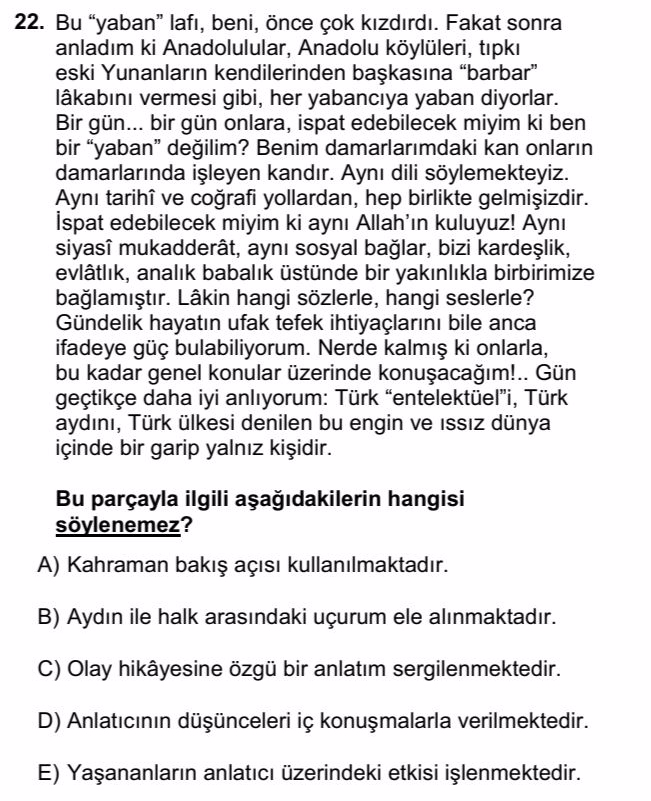 22. Bu “yaban” lafı, beni, önce çok kızdırdı. Fakat sonra
anladım ki Anadolulular, Anadolu köylüleri, tıpkı
eski Yunanların kendilerinden başkasına “barbar”
lâkabını vermesi gibi, her yabancıya yaban diyorlar.
Bir gün... bir gün onlara, ispat edebilecek miyim ki ben
bir “yaban” değilim? Benim damarlarımdaki kan onların
damarlarında işleyen kandır. Aynı dili söylemekteyiz.
Aynı tarihî ve coğrafi yollardan, hep birlikte gelmişizdir.
İspat edebilecek miyim ki aynı Allah’ın kuluyuz! Aynı
siyasî mukadderât, aynı sosyal bağlar, bizi kardeşlik,
evlâtlık, analık babalık üstünde bir yakınlıkla birbirimize
bağlamıştır. Lâkin hangi sözlerle, hangi seslerle?
Gündelik hayatın ufak tefek ihtiyaçlarını bile anca
ifadeye güç bulabiliyorum. Nerde kalmış ki onlarla,
bu kadar genel konular üzerinde konuşacağım!.. Gün
geçtikçe daha iyi anlıyorum: Türk “entelektüel”i, Türk
aydını, Türk ülkesi denilen bu engin ve ıssız dünya
içinde bir garip yalnız kişidir.
Bu parçayla ilgili aşağıdakilerin hangisi
söylenemez?
A) Kahraman bakış açısı kullanılmaktadır.
B) Aydın ile halk arasındaki uçurum ele alınmaktadır.
C) Olay hikâyesine özgü bir anlatım sergilenmektedir.
D) Anlatıcının düşünceleri iç konuşmalarla verilmektedir.
E) Yaşananların anlatıcı üzerindeki etkisi işlenmektedir.